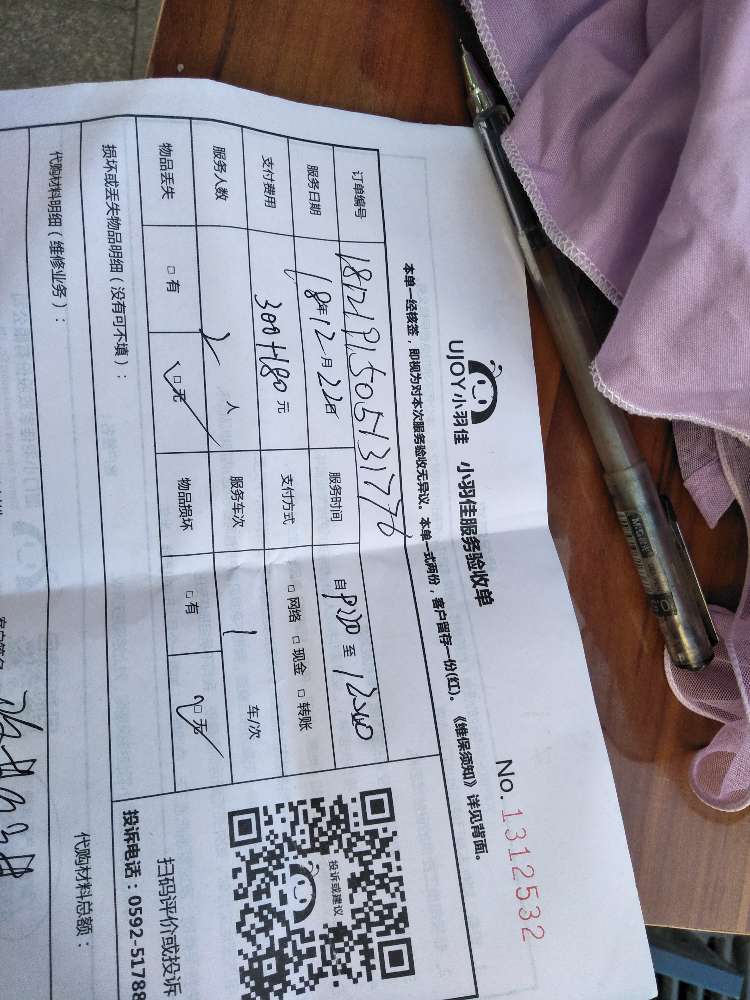 UJOY小羽佳 小羽佳服务验收单
No. 1312532
本单一经核签，即视为对本次服务验收无异议。本单一式两份，客户留存一份(红)。《维保须知》详见背面。
订单编号 181219150513177
服务日期 18年12月22日 服务时间 自 至
支付费用 300+180元 支付方式 □网络 □现金 □转账
服务人数 2 人 服务车次 1 车/次
物品丢失 □有 □无 物品损坏 □有 □无
损坏或丢失物品明细（没有可不填）：
代购材料明细（维修业务）：
代购材料总额：
投诉或建议
扫码评价或投诉
投诉电话：0592-51788
McGene